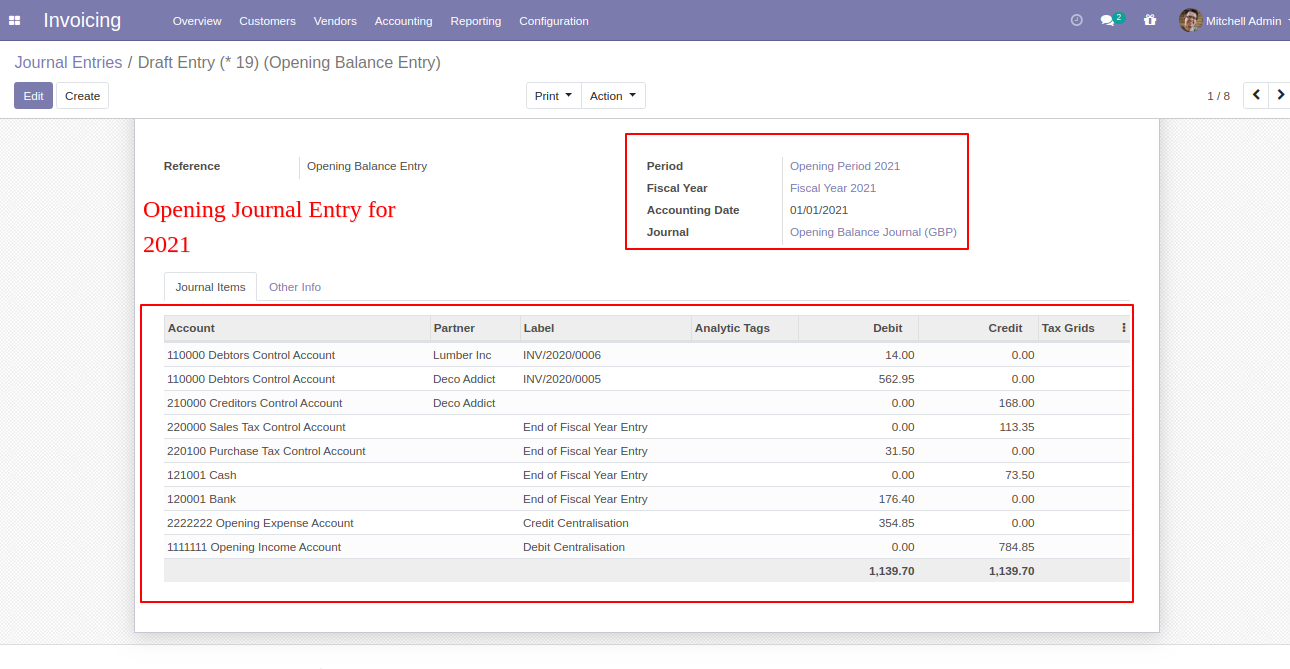 Invoicing Overview Customers Vendors Accounting Reporting Configuration 2 Mitchell Admin
Journal Entries / Draft Entry (* 19) (Opening Balance Entry)
Edit Create Print Action 1 / 8
Reference Opening Balance Entry
Period Opening Period 2021
Fiscal Year Fiscal Year 2021
Accounting Date 01/01/2021
Journal Opening Balance Journal (GBP)
Opening Journal Entry for
2021
Journal Items Other Info
Account Partner Label Analytic Tags Debit Credit Tax Grids
110000 Debtors Control Account Lumber Inc INV/2020/0006 14.00 0.00
110000 Debtors Control Account Deco Addict INV/2020/0005 562.95 0.00
210000 Creditors Control Account Deco Addict 0.00 168.00
220000 Sales Tax Control Account End of Fiscal Year Entry 0.00 113.35
220100 Purchase Tax Control Account End of Fiscal Year Entry 31.50 0.00
121001 Cash End of Fiscal Year Entry 0.00 73.50
120001 Bank End of Fiscal Year Entry 176.40 0.00
2222222 Opening Expense Account Credit Centralisation 354.85 0.00
1111111 Opening Income Account Debit Centralisation 0.00 784.85
1,139.70 1,139.70